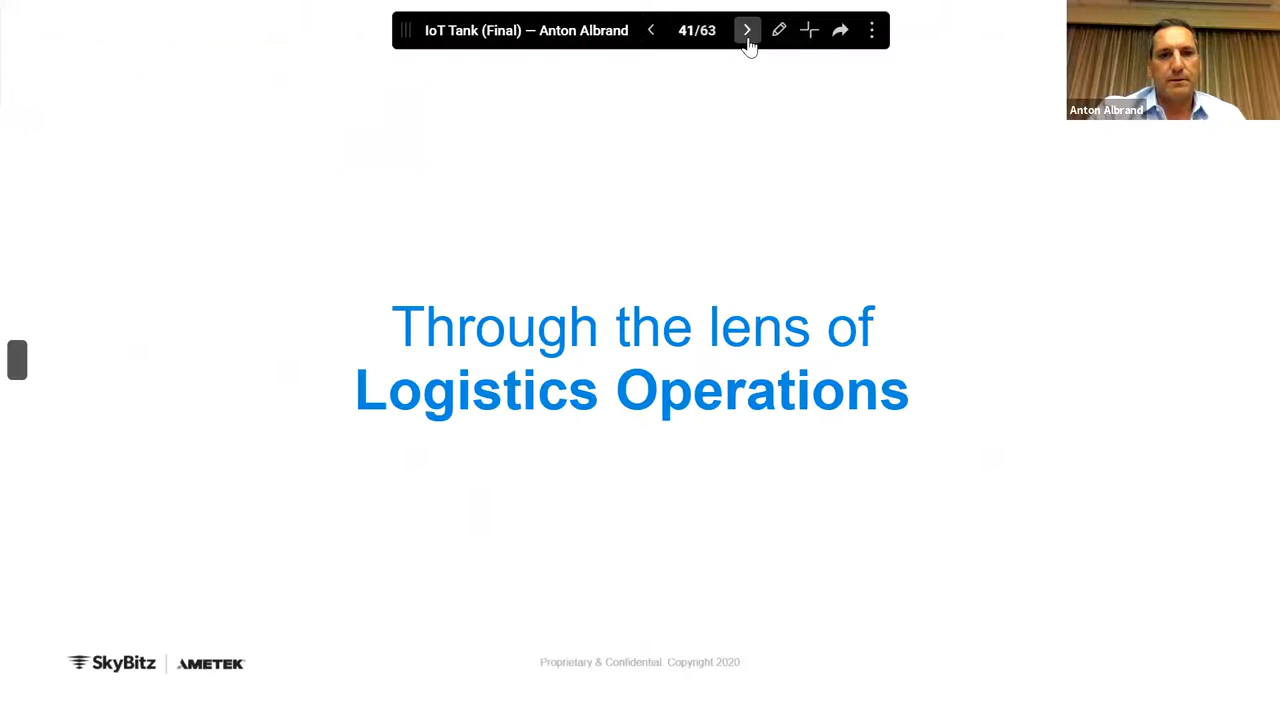 IoT Tank (Final) — Anton Albrand
41/63
Anton Albrand
Through the lens of
Logistics Operations
SkyBitz | AMETEK
Proprietary & Confidential. Copyright 2020